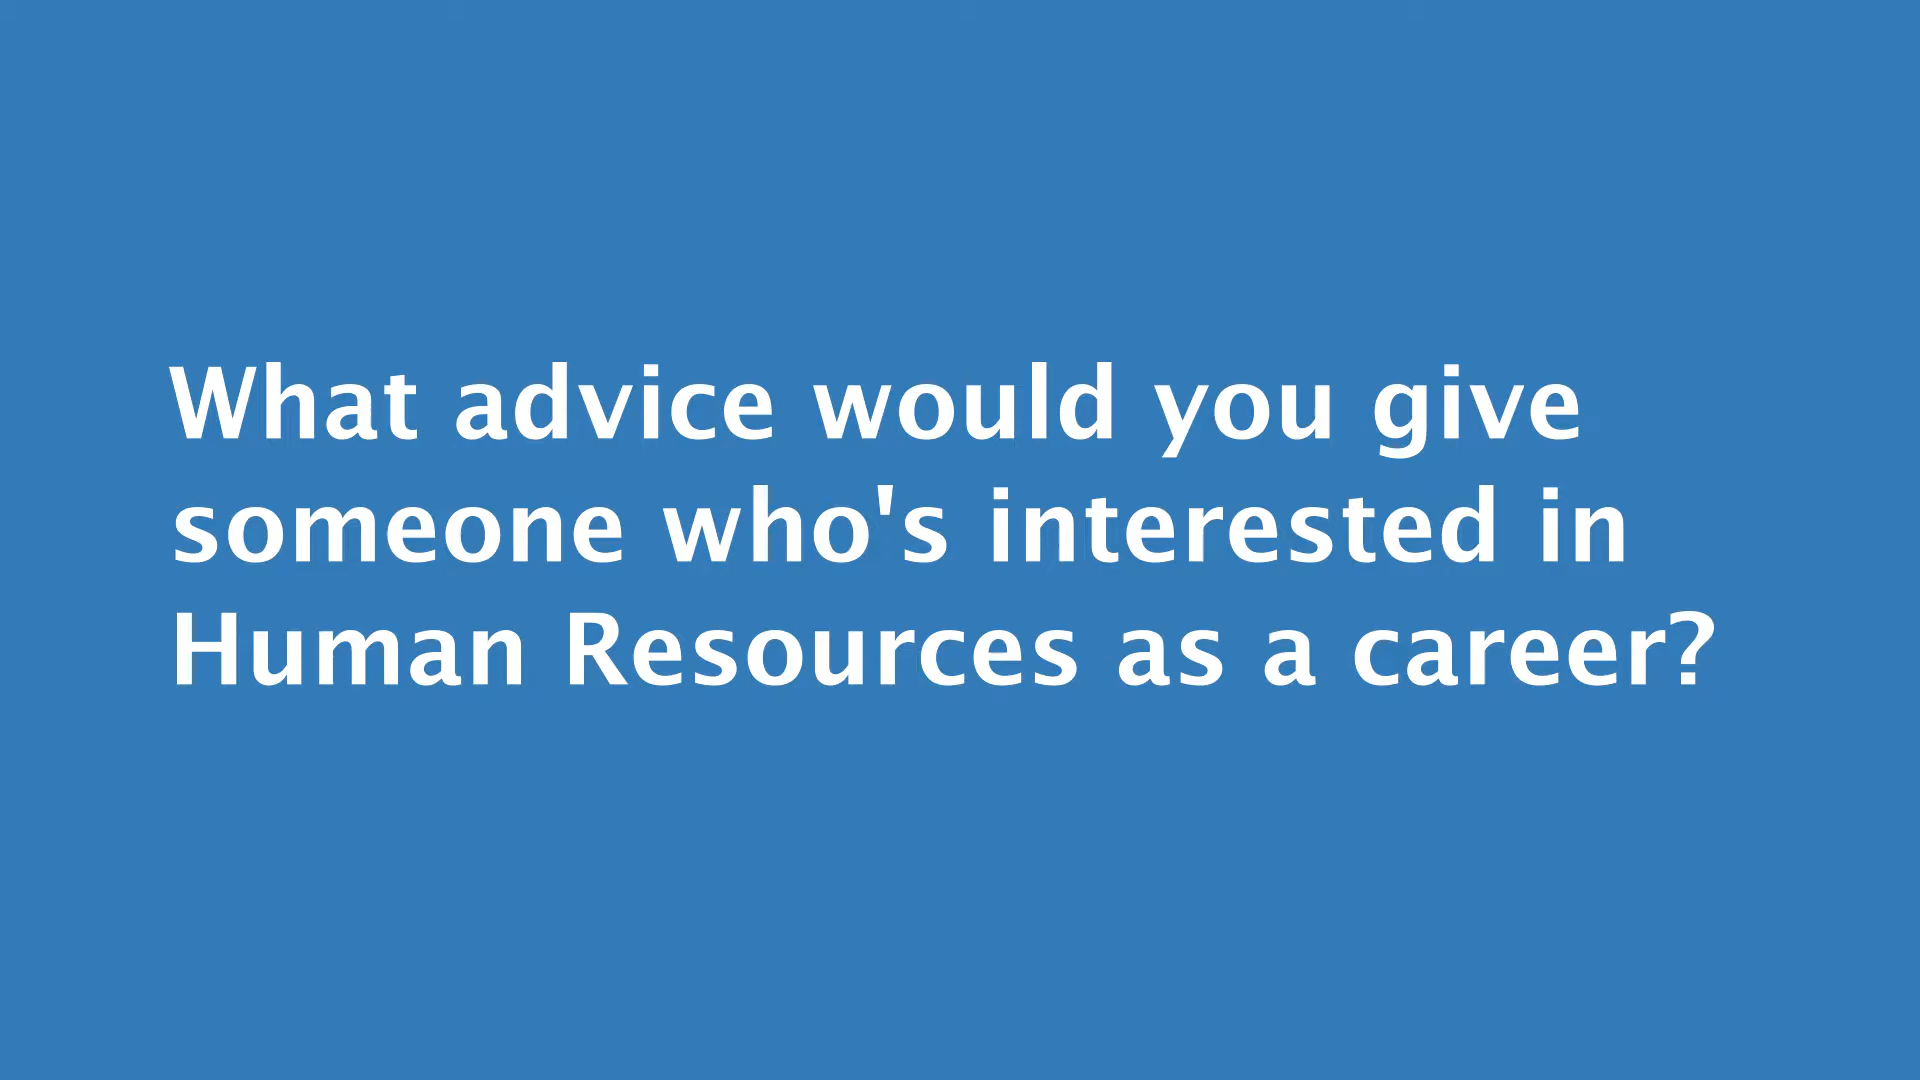 What advice would you give
someone who's interested in
Human Resources as a career?